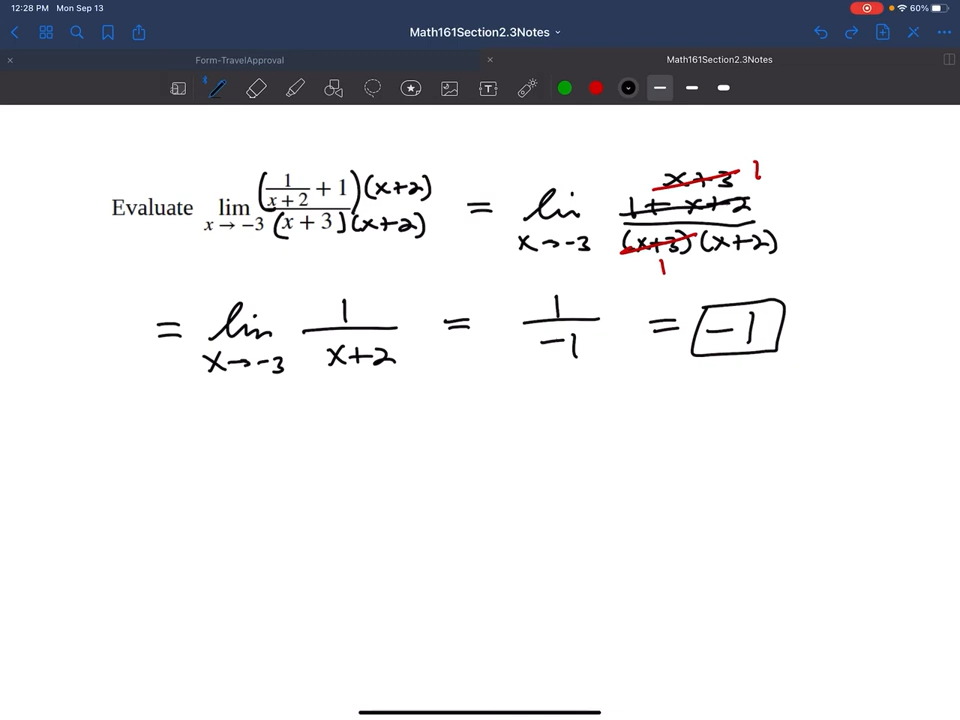 12:28 PM Mon Sep 13
60%
Math161Section2.3Notes
Form-TravelApproval
Math161Section2.3Notes
Evaluate lim x → −3 (1/(x + 2) + 1)(x+2) / (x + 3)(x+2) = lim x→−3 x+3 1 1 + x+2 / (x+3)(x+2) 1
= lim x→−3 1/(x+2) = 1/−1 = −1